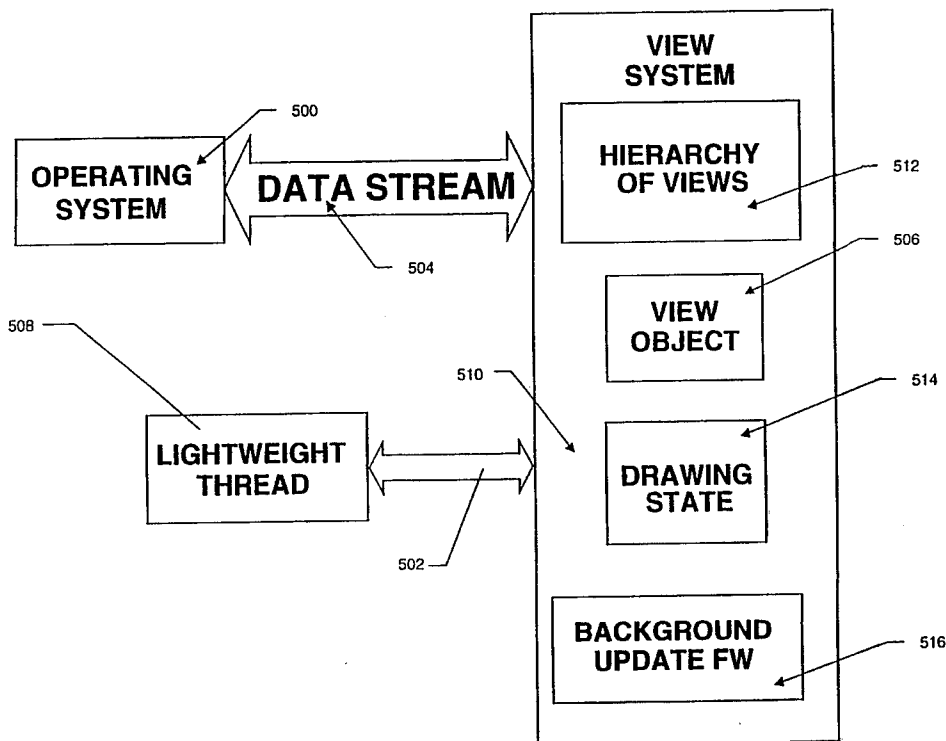 VIEW
SYSTEM
500
OPERATING
SYSTEM
DATA STREAM
504
HIERARCHY
OF VIEWS
512
506
VIEW
OBJECT
508
510
514
LIGHTWEIGHT
THREAD
502
DRAWING
STATE
BACKGROUND
UPDATE FW
516